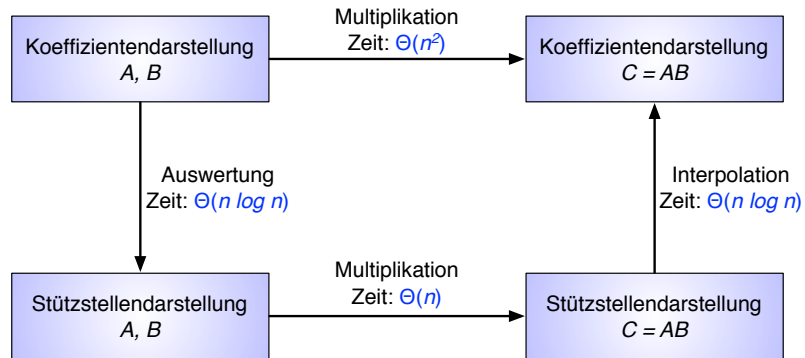 Koeffizientendarstellung
A, B
Multiplikation
Zeit: Θ(n²)
Koeffizientendarstellung
C = AB
Auswertung
Zeit: Θ(n log n)
Interpolation
Zeit: Θ(n log n)
Stützstellendarstellung
A, B
Multiplikation
Zeit: Θ(n)
Stützstellendarstellung
C = AB